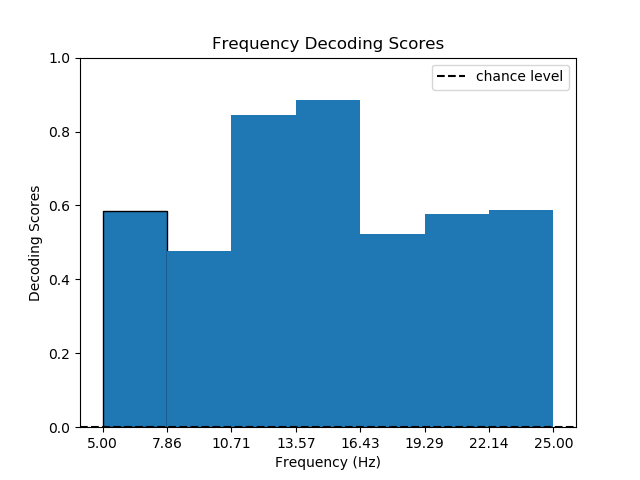 Frequency Decoding Scores
chance level
1.0
0.8
0.6
0.4
0.2
0.0
Decoding Scores
5.00 7.86 10.71 13.57 16.43 19.29 22.14 25.00
Frequency (Hz)